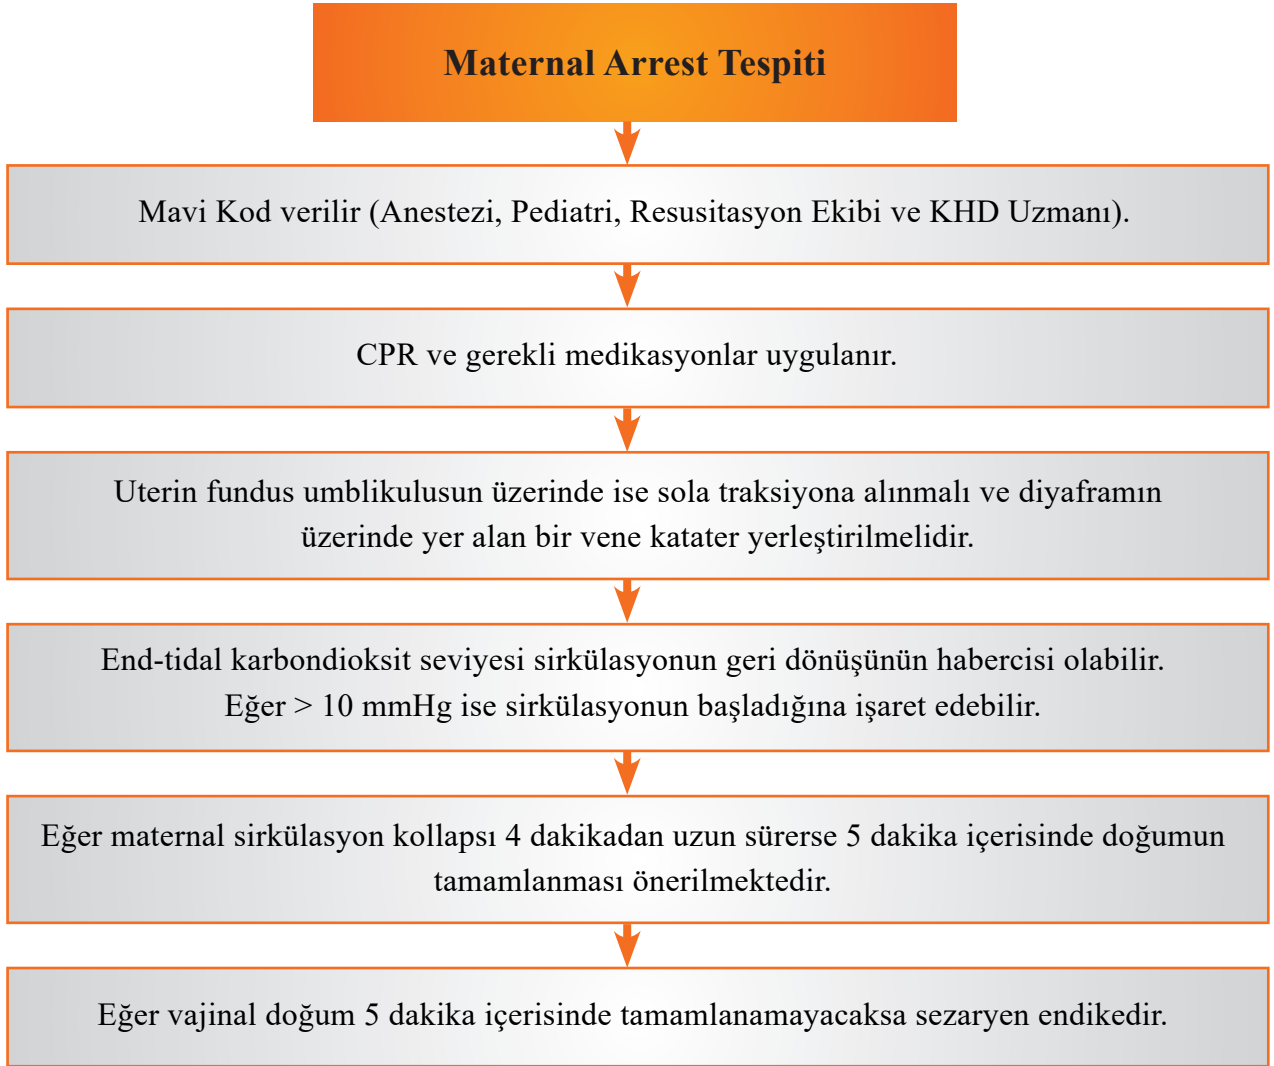 Maternal Arrest Tespiti
Mavi Kod verilir (Anestezi, Pediatri, Resusitasyon Ekibi ve KHD Uzmanı).
CPR ve gerekli medikasyonlar uygulanır.
Uterin fundus umblikulusun üzerinde ise sola traksiyona alınmalı ve diyaframın
üzerinde yer alan bir vene katater yerleştirilmelidir.
End-tidal karbondioksit seviyesi sirkülasyonun geri dönüşünün habercisi olabilir.
Eğer > 10 mmHg ise sirkülasyonun başladığına işaret edebilir.
Eğer maternal sirkülasyon kollapsı 4 dakikadan uzun sürerse 5 dakika içerisinde doğumun
tamamlanması önerilmektedir.
Eğer vajinal doğum 5 dakika içerisinde tamamlanamayacaksa sezaryen endikedir.